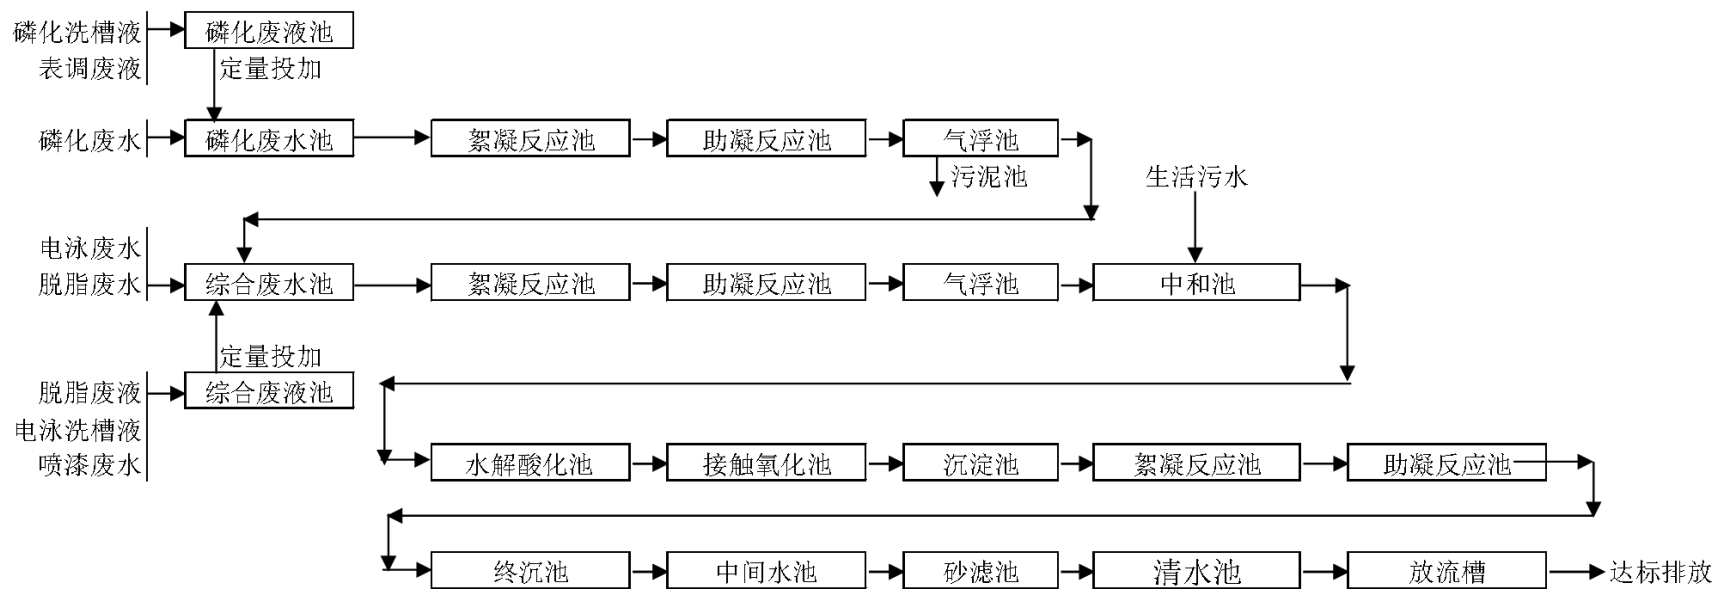 磷化洗槽液 磷化废液池
表调废液 定量投加
磷化废水 磷化废水池 絮凝反应池 助凝反应池 气浮池
污泥池 生活污水
电泳废水
脱脂废水 综合废水池 絮凝反应池 助凝反应池 气浮池 中和池
定量投加
脱脂废液 综合废液池
电泳洗槽液
喷漆废水 水解酸化池 接触氧化池 沉淀池 絮凝反应池 助凝反应池
终沉池 中间水池 砂滤池 清水池 放流槽 达标排放